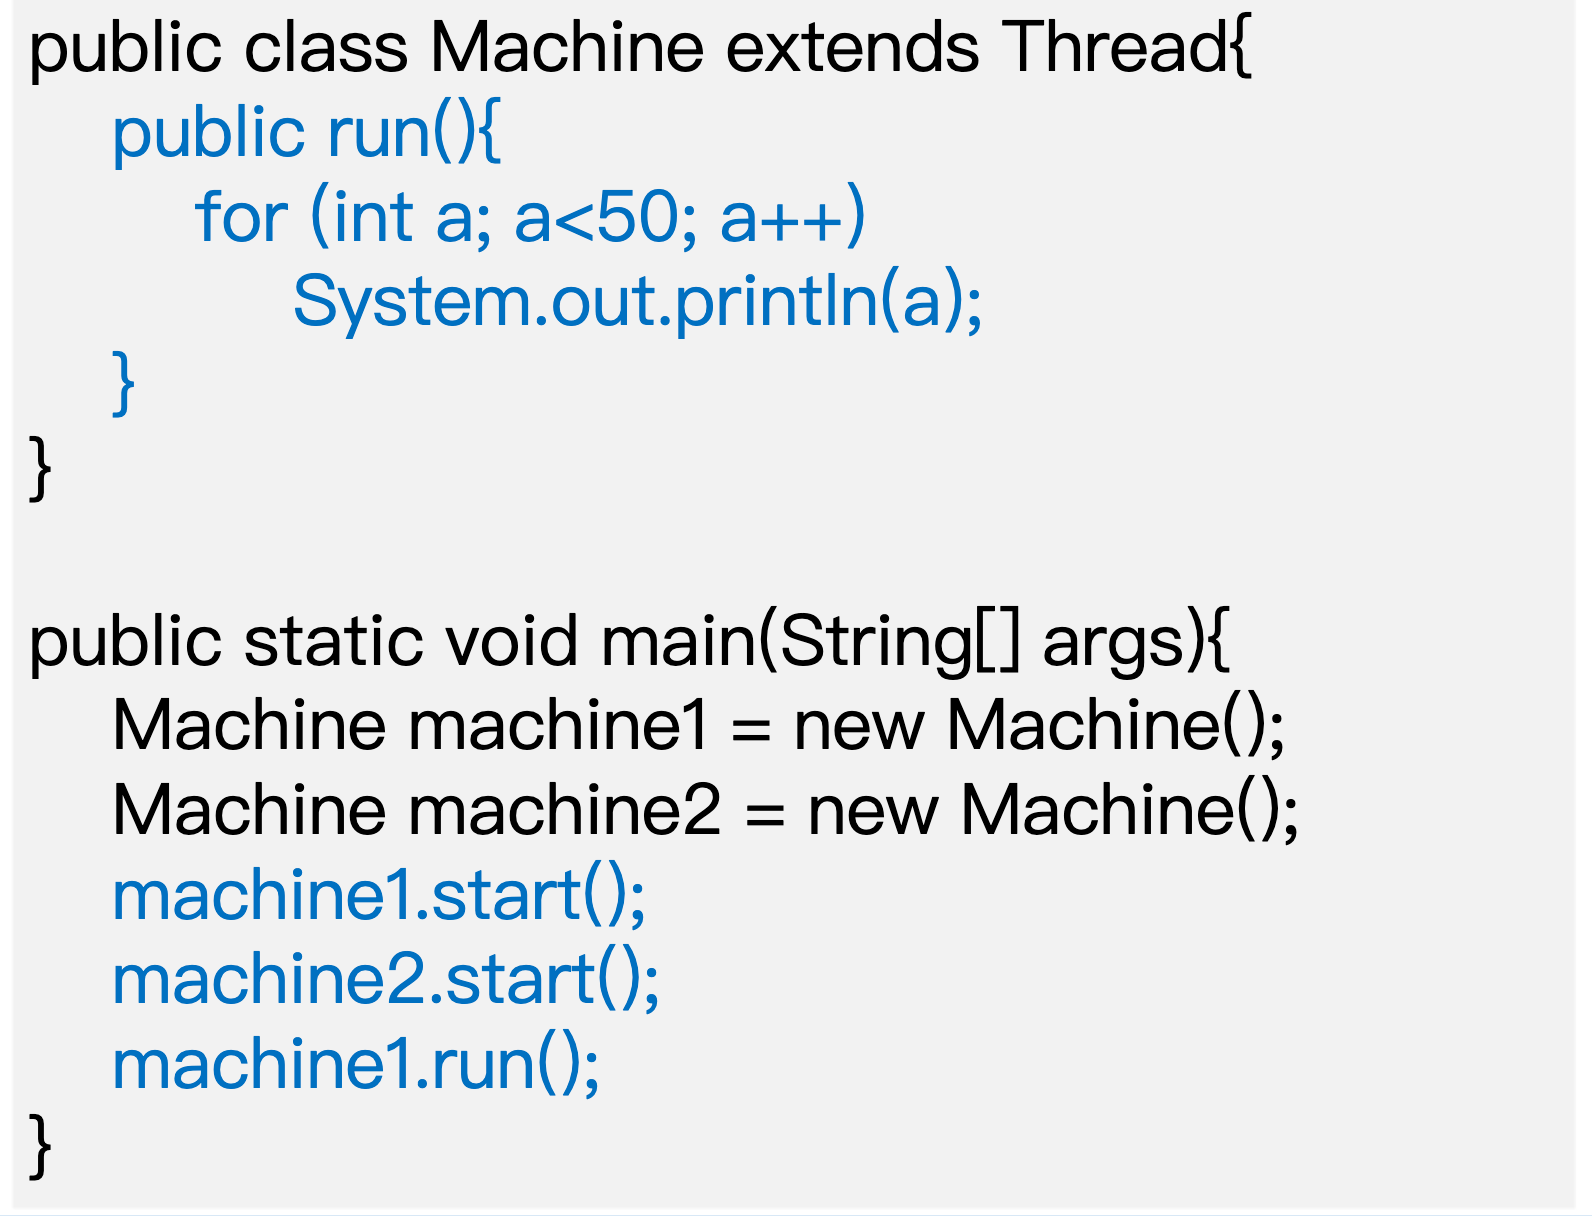 public class Machine extends Thread{
public run(){
for (int a; a<50; a++)
System.out.println(a);
}
}
public static void main(String[] args){
Machine machine1 = new Machine();
Machine machine2 = new Machine();
machine1.start();
machine2.start();
machine1.run();
}